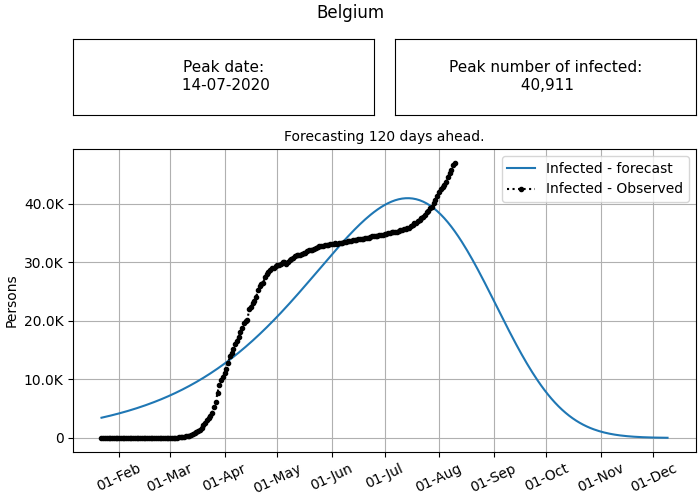 Belgium
Peak date:
14-07-2020
Peak number of infected:
40,911
Forecasting 120 days ahead.
Infected - forecast
Infected - Observed
Persons
40.0K
30.0K
20.0K
10.0K
0
01-Feb
01-Mar
01-Apr
01-May
01-Jun
01-Jul
01-Aug
01-Sep
01-Oct
01-Nov
01-Dec